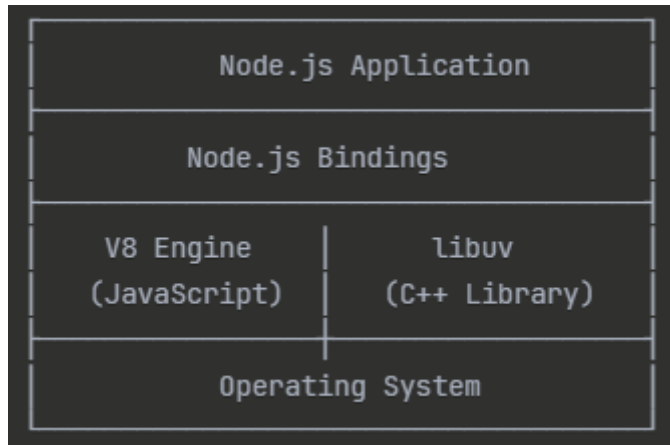 Node.js Application
Node.js Bindings
V8 Engine libuv
(JavaScript) (C++ Library)
Operating System